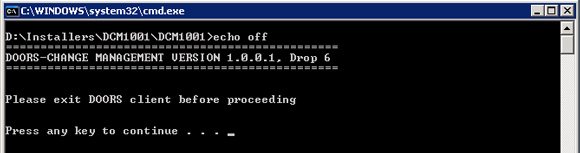 C:\WINDOWS\system32\cmd.exe
D:\Installers\DCM1001\DCM1001>echo off
================================================
DOORS-CHANGE MANAGEMENT VERSION 1.0.0.1, Drop 6
================================================
Please exit DOORS client before proceeding
Press any key to continue . . . _